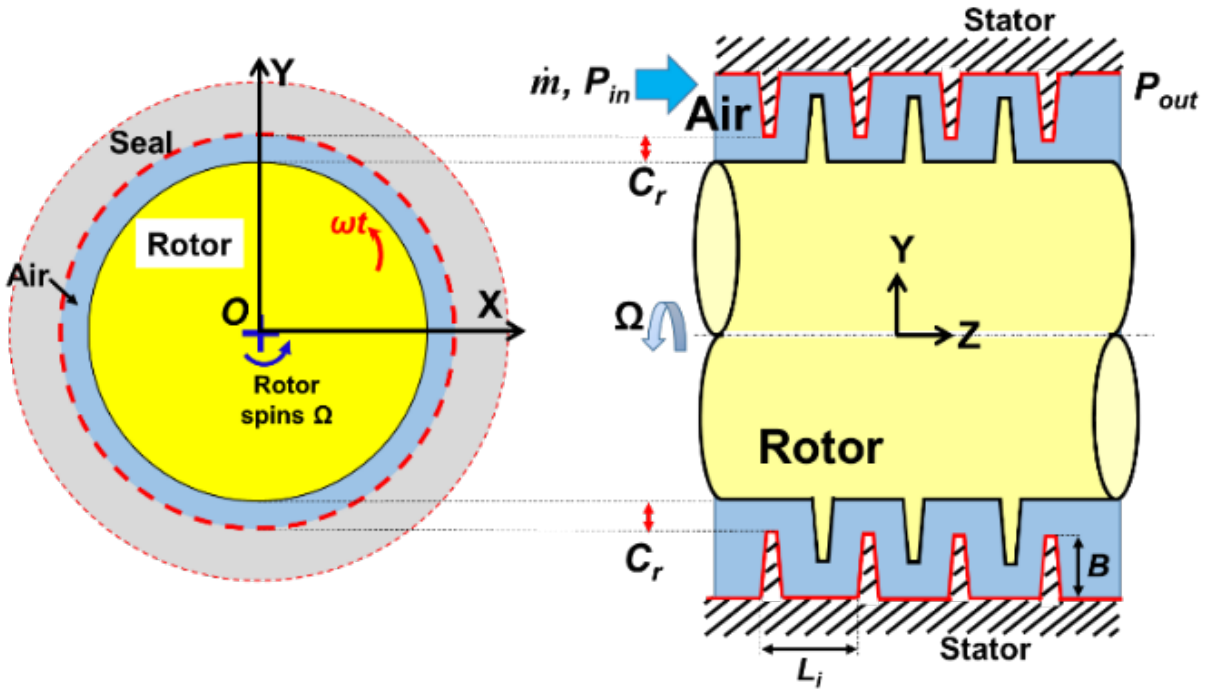 Y
Seal
Rotor
ωt
Air
O
X
Rotor
spins Ω
Stator
ṁ, P_in
Air
P_out
C_r
Y
Ω
Z
Rotor
C_r
B
L_i
Stator